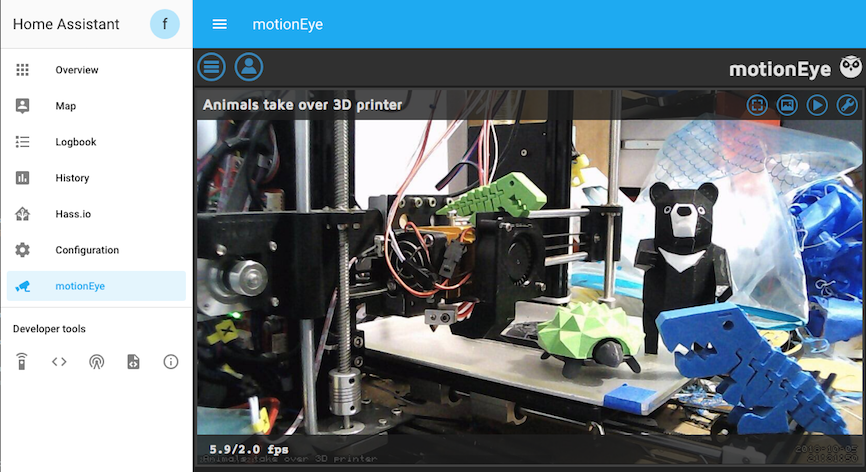 Home Assistant
f
motionEye
Overview
Map
Logbook
History
Hass.io
Configuration
motionEye
Developer tools
motionEye
Animals take over 3D printer
5.9/2.0 fps
Animals take over 3D printer